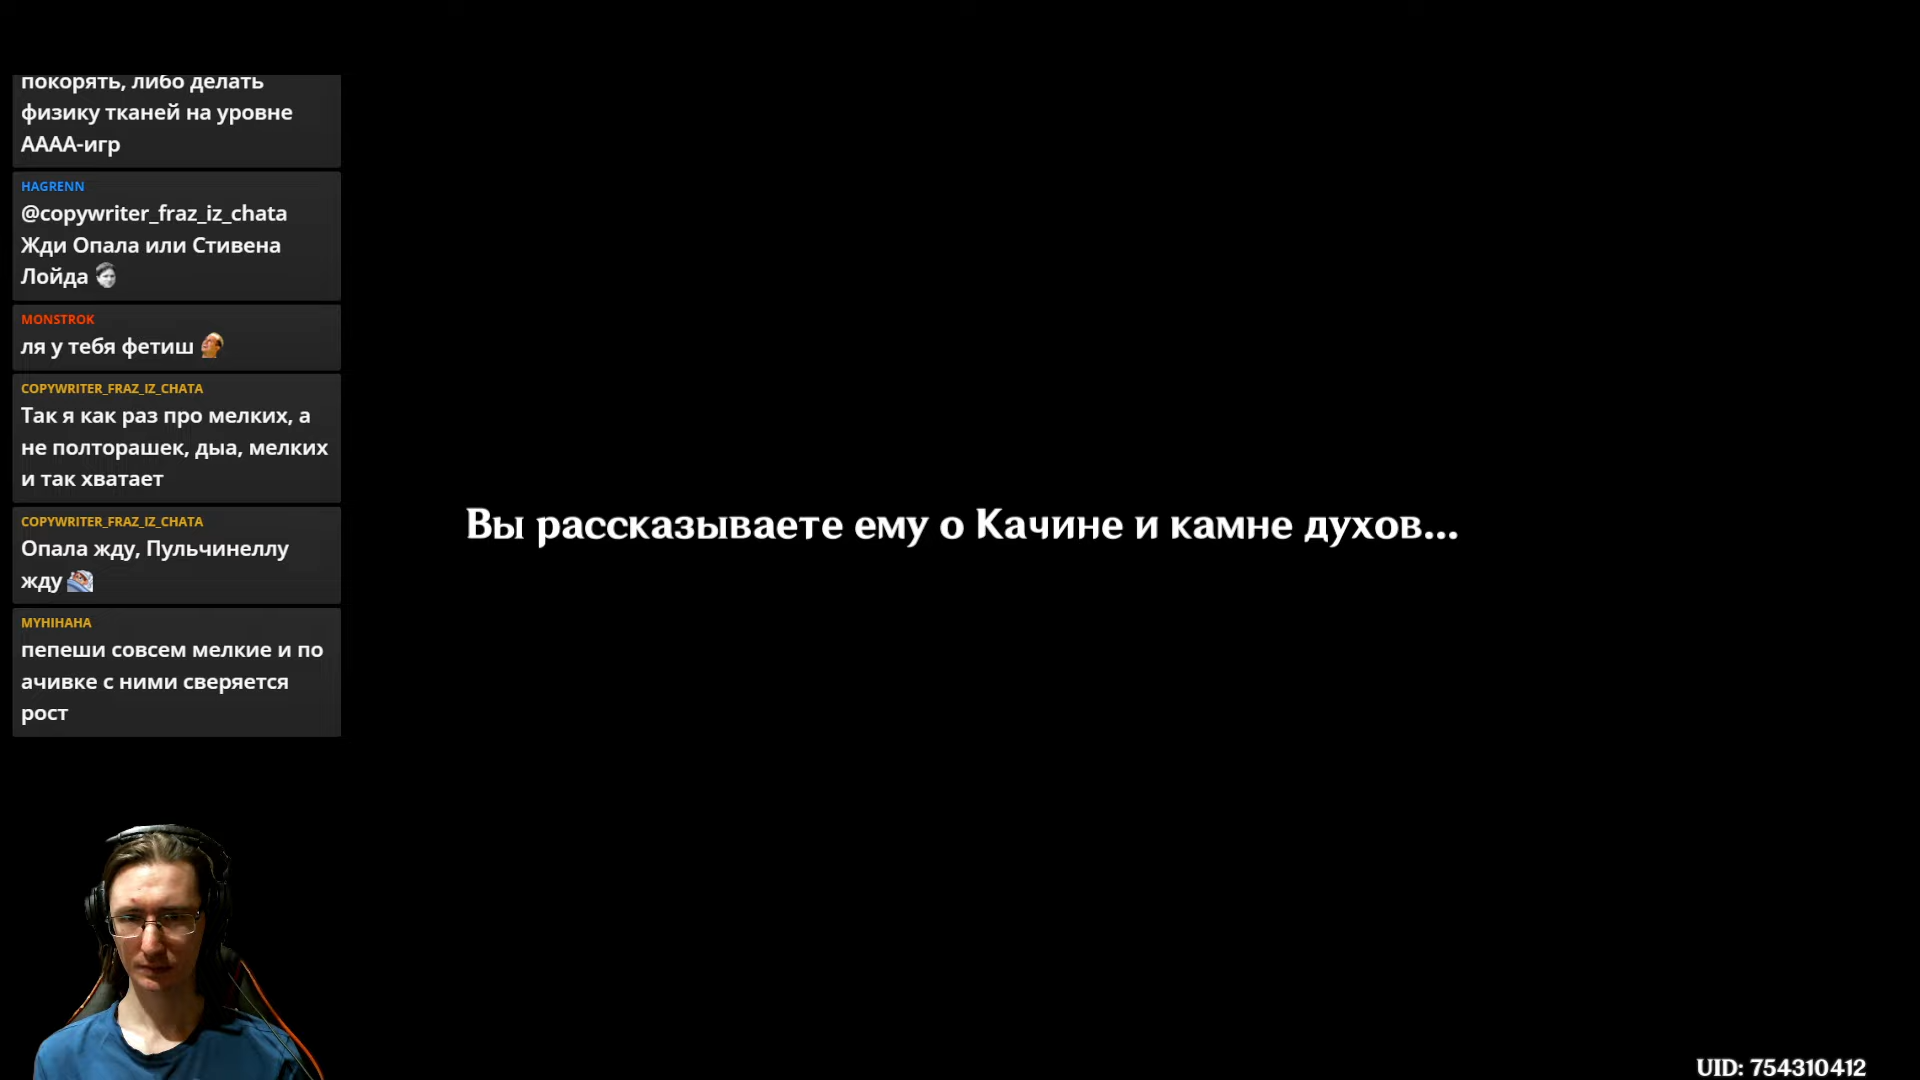 покорять, либо делать
физику тканей на уровне
АААА-игр
HAGRENN
@copywriter_fraz_iz_chata
Жди Опала или Стивена
Лойда
MONSTROK
ля у тебя фетиш
COPYWRITER_FRAZ_IZ_CHATA
Так я как раз про мелких, а
не полторашек, дыа, мелких
и так хватает
COPYWRITER_FRAZ_IZ_CHATA
Опала жду, Пульчинеллу
жду
MYHIHAHA
пепеши совсем мелкие и по
ачивке с ними сверяется
рост
Вы рассказываете ему о Качине и камне духов...
UID: 754310412